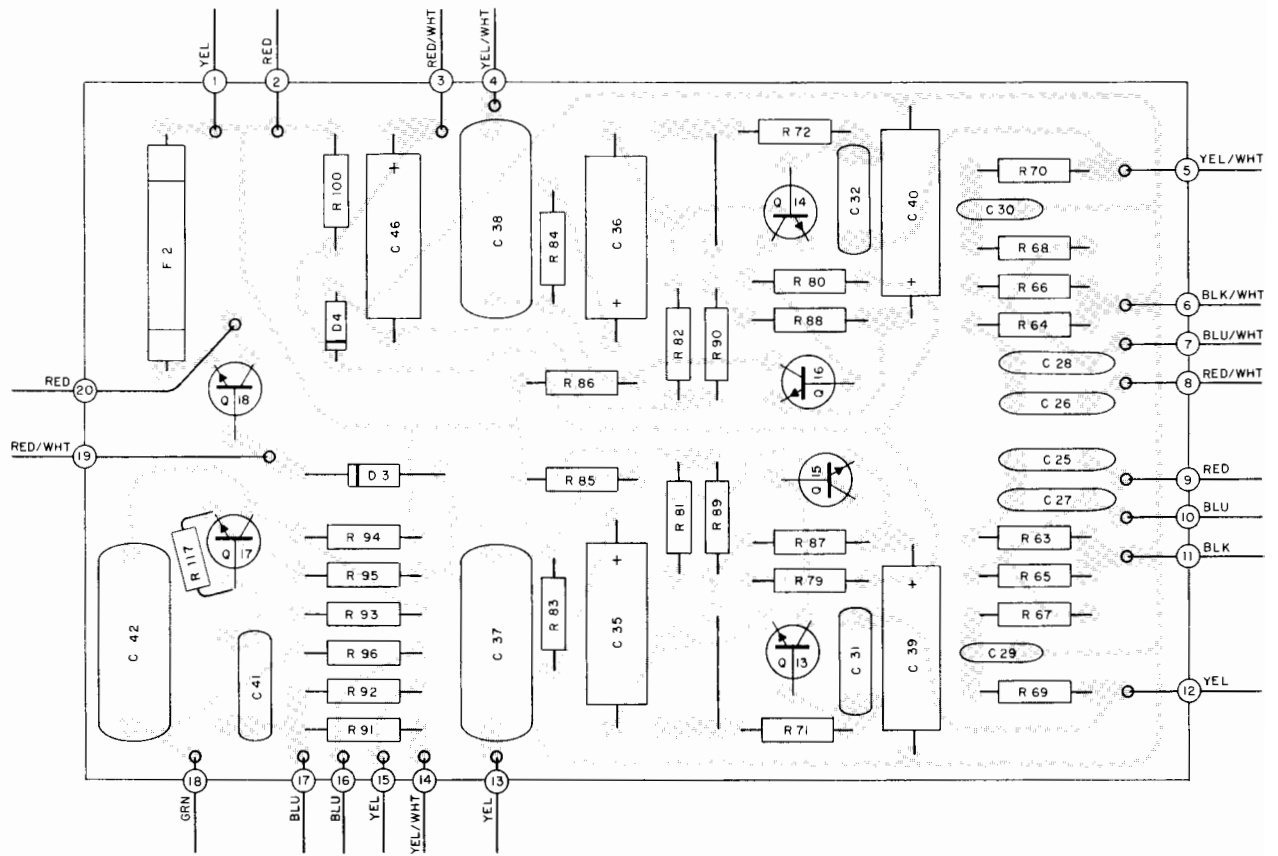 YEL
RED
RED/WHT
YEL/WHT
1
2
3
4
R 72
R 100
C 46
+
C 38
R 84
C 36
+
Q 14
C 32
C 40
+
R 70
YEL/WHT
5
C 30
F 2
R 68
R 80
R 66
BLK/WHT
6
D4
R 82
R 90
R 88
R 64
BLU/WHT
7
C 28
RED/WHT
8
RED
20
Q 18
R 86
Q 16
C 26
RED/WHT
19
D 3
R 85
Q 15
C 25
RED
9
R 81
R 89
C 27
BLU
10
R 117
Q 17
R 94
R 87
R 63
BLK
11
R 95
+
R 79
+
R 65
C 42
R 93
C 37
R 83
C 35
C 31
C 39
R 67
C 41
R 96
Q 13
C 29
R 92
R 69
YEL
12
R 91
R 71
18
17
16
15
14
13
GRN
BLU
BLU
YEL
YEL/WHT
YEL